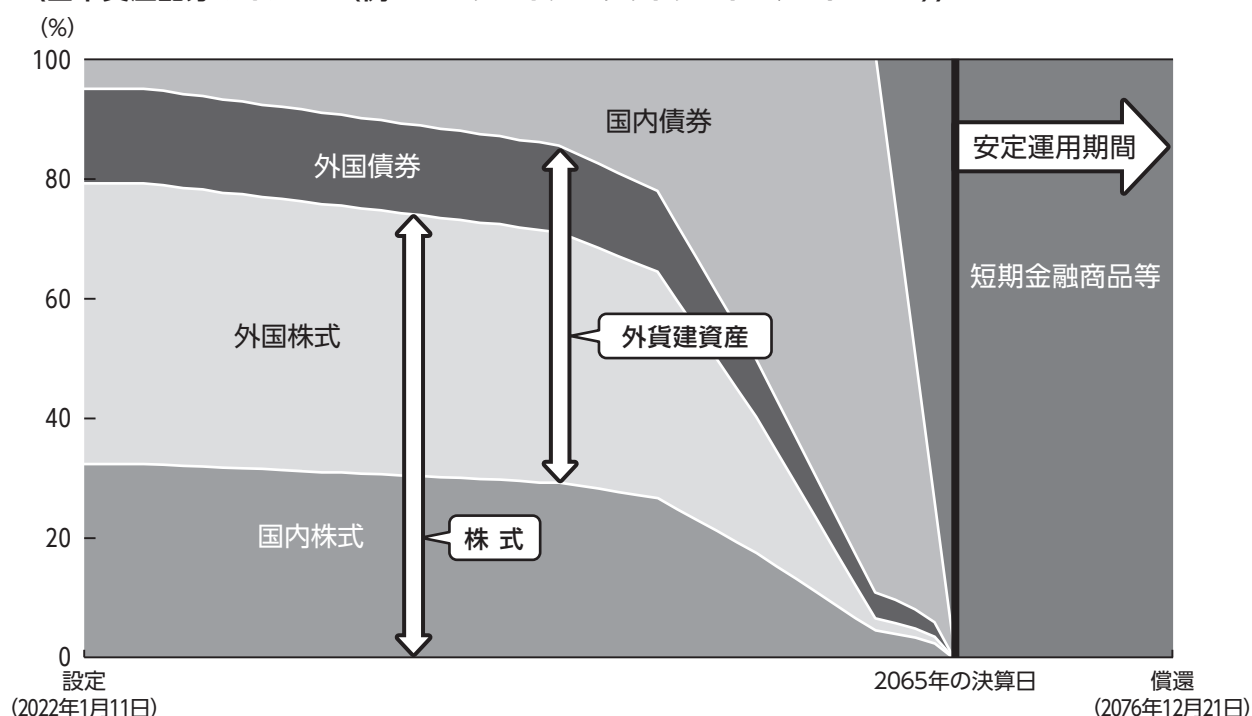 (%)
100
80
60
40
20
0
国内債券
外国債券
外国株式
国内株式
外貨建資産
株 式
安定運用期間
短期金融商品等
設定
(2022年1月11日)
2065年の決算日
償還
(2076年12月21日)